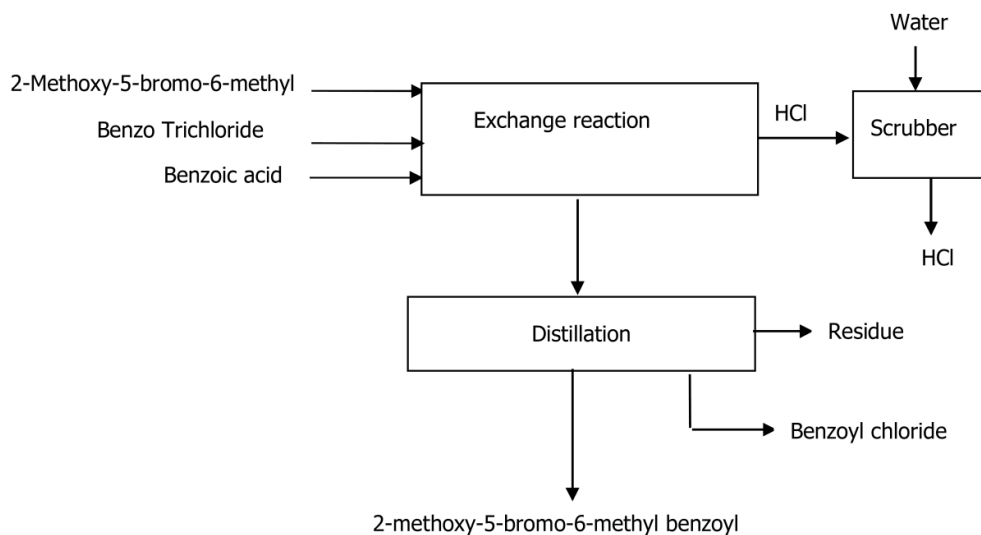 Water
2-Methoxy-5-bromo-6-methyl
Benzo Trichloride
Benzoic acid
Exchange reaction
HCl
Scrubber
HCl
Distillation
Residue
Benzoyl chloride
2-methoxy-5-bromo-6-methyl benzoyl